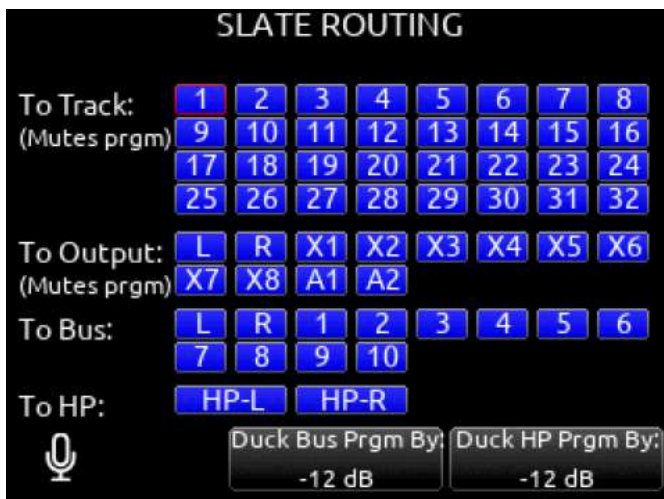 SLATE ROUTING
To Track: 1 2 3 4 5 6 7 8
(Mutes prgm) 9 10 11 12 13 14 15 16
17 18 19 20 21 22 23 24
25 26 27 28 29 30 31 32
To Output: L R X1 X2 X3 X4 X5 X6
(Mutes prgm) X7 X8 A1 A2
To Bus: L R 1 2 3 4 5 6
7 8 9 10
To HP: HP-L HP-R
Duck Bus Prgm By: Duck HP Prgm By:
-12 dB -12 dB